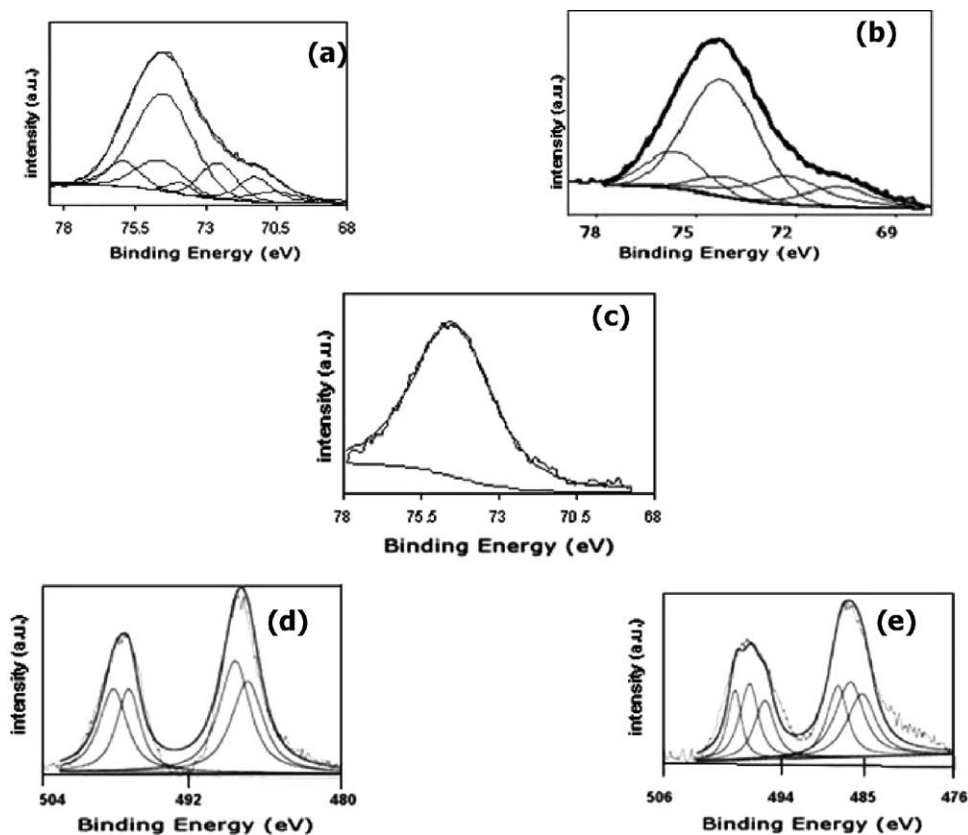 (a)
intensity (a.u.)
78 75.5 73 70.5 68
Binding Energy (eV)
(b)
intensity (a.u.)
78 75 72 69
Binding Energy (eV)
(c)
intensity (a.u.)
78 75.5 73 70.5 68
Binding Energy (eV)
(d)
intensity (a.u.)
504 492 480
Binding Energy (eV)
(e)
intensity (a.u.)
506 494 485 476
Binding Energy (eV)